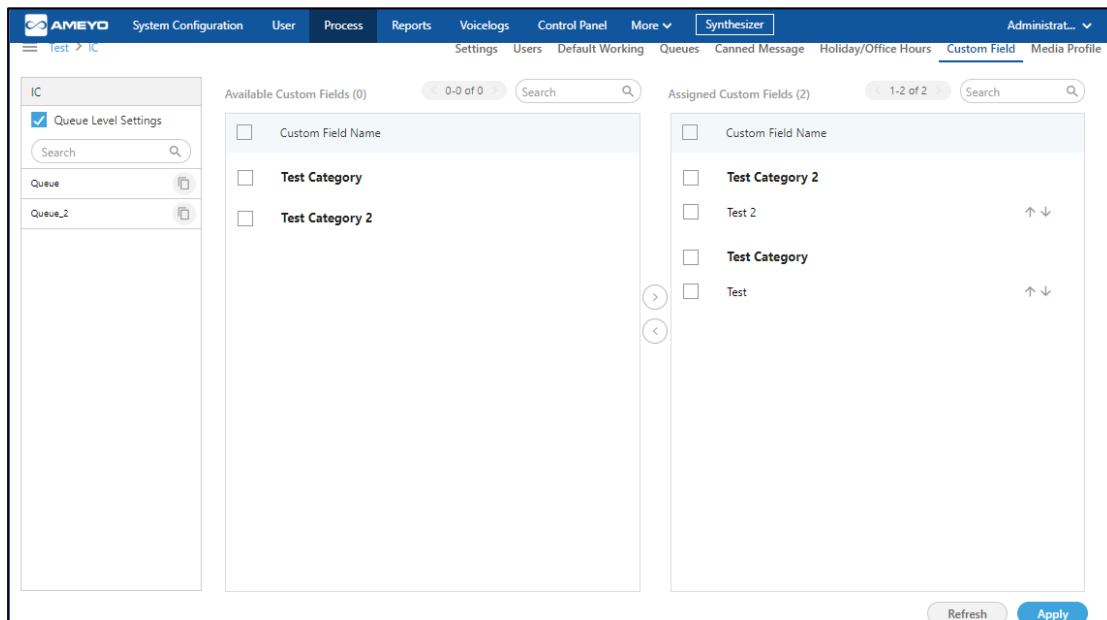 AMEYO System Configuration User Process Reports Voicelogs Control Panel More Synthesizer Administrat...
Test > IC Settings Users Default Working Queues Canned Message Holiday/Office Hours Custom Field Media Profile
IC
Queue Level Settings
Search
Queue
Queue_2
Available Custom Fields (0) 0-0 of 0 Search
Custom Field Name
Test Category
Test Category 2
Assigned Custom Fields (2) 1-2 of 2 Search
Custom Field Name
Test Category 2
Test 2
Test Category
Test
Refresh Apply